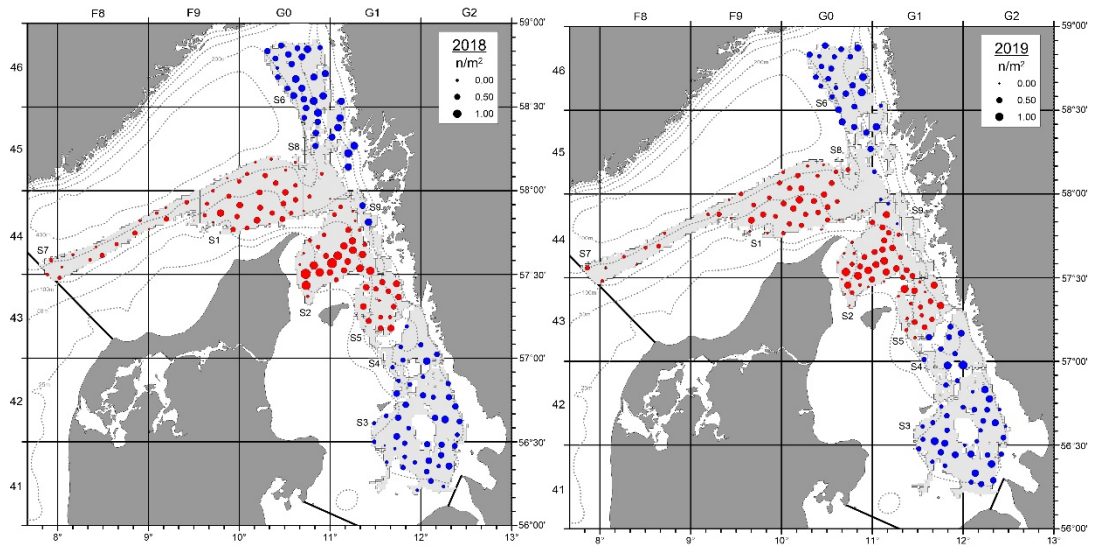 F8 F9 G0 G1 G2
59°00'
46
2018
n/m²
0.00
0.50
1.00
S6
58°30'
45
S8
58°00'
S9
S1
44
S7
57°30'
S2
43
S5
57°00'
S4
42
S3
56°30'
41
56°00'
7° 8° 9° 10° 11° 12° 13°
F8 F9 G0 G1 G2
59°00'
46
2019
n/m²
0.00
0.50
1.00
S6
58°30'
45
S8
58°00'
S9
S1
44
S7
57°30'
S2
43
S5
57°00'
S4
42
S3
56°30'
41
56°00'
8° 9° 10° 11° 12° 13°